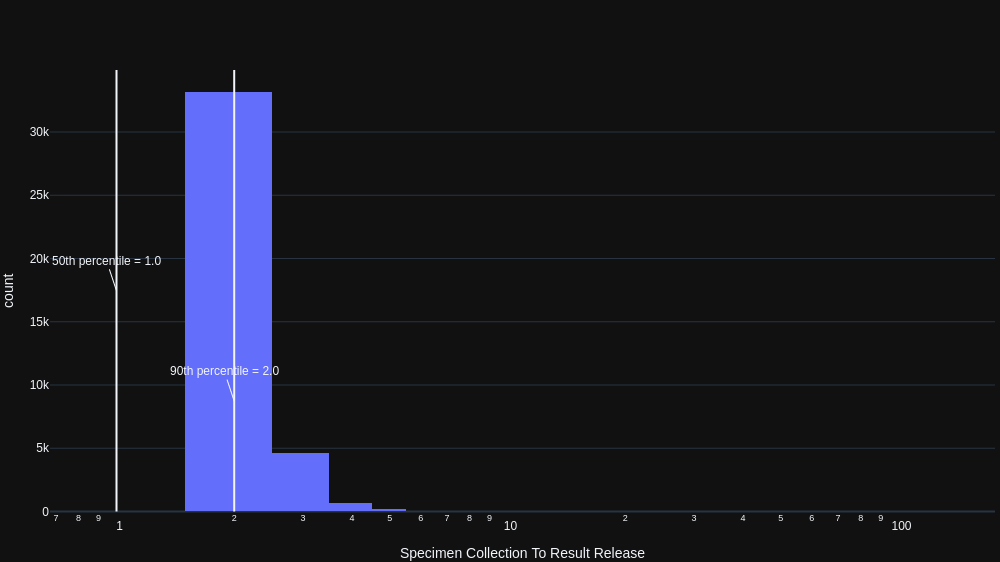 30k
25k
20k
15k
10k
5k
0
count
50th percentile = 1.0
90th percentile = 2.0
7 8 9 1 2 3 4 5 6 7 8 9 10 2 3 4 5 6 7 8 9 100
Specimen Collection To Result Release